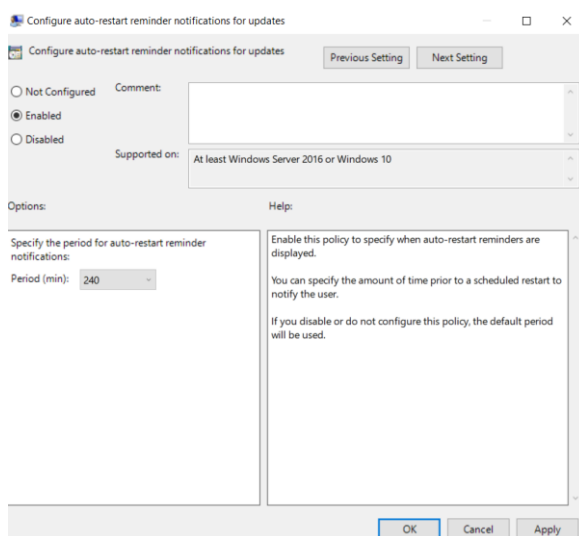 Configure auto-restart reminder notifications for updates
Configure auto-restart reminder notifications for updates
Previous Setting
Next Setting
Not Configured
Comment:
Enabled
Disabled
Supported on:
At least Windows Server 2016 or Windows 10
Options:
Help:
Specify the period for auto-restart reminder
notifications:
Period (min):
240
Enable this policy to specify when auto-restart reminders are
displayed.
You can specify the amount of time prior to a scheduled restart to
notify the user.
If you disable or do not configure this policy, the default period
will be used.
OK
Cancel
Apply